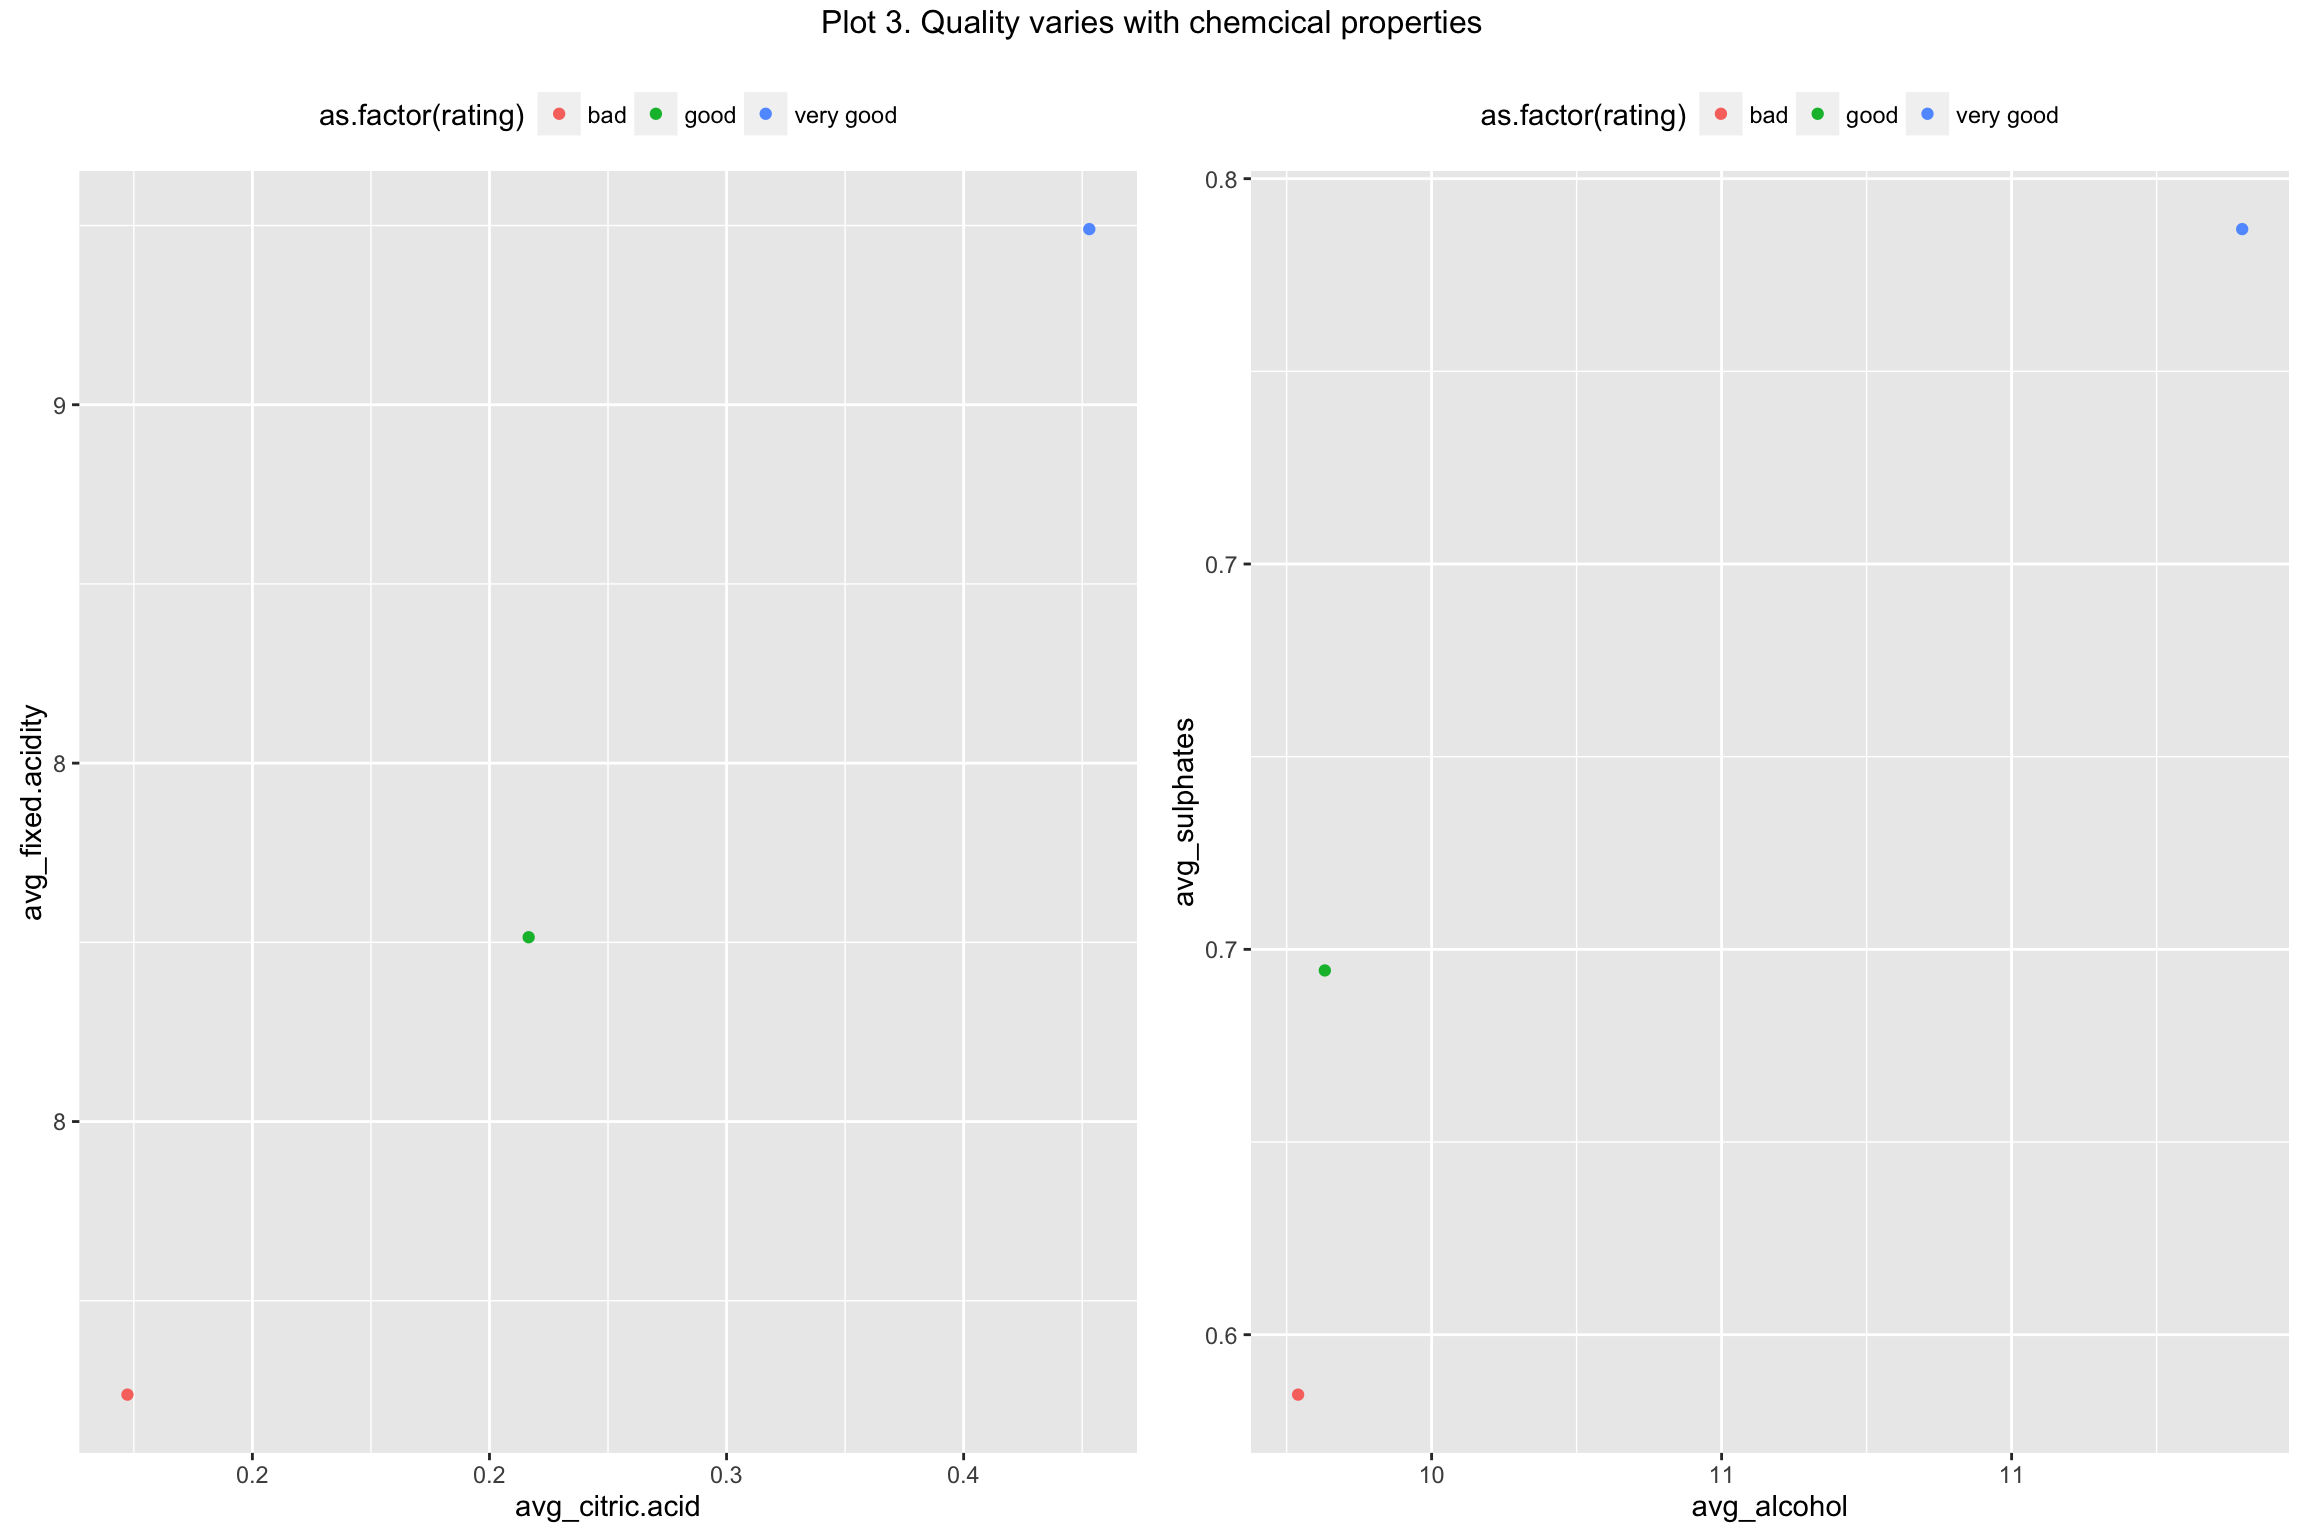 Plot 3. Quality varies with chemcical properties
as.factor(rating) bad good very good
avg_fixed.acidity
9
8
8
0.2 0.2 0.3 0.4
avg_citric.acid
as.factor(rating) bad good very good
avg_sulphates
0.8
0.7
0.7
0.6
10 11 11
avg_alcohol